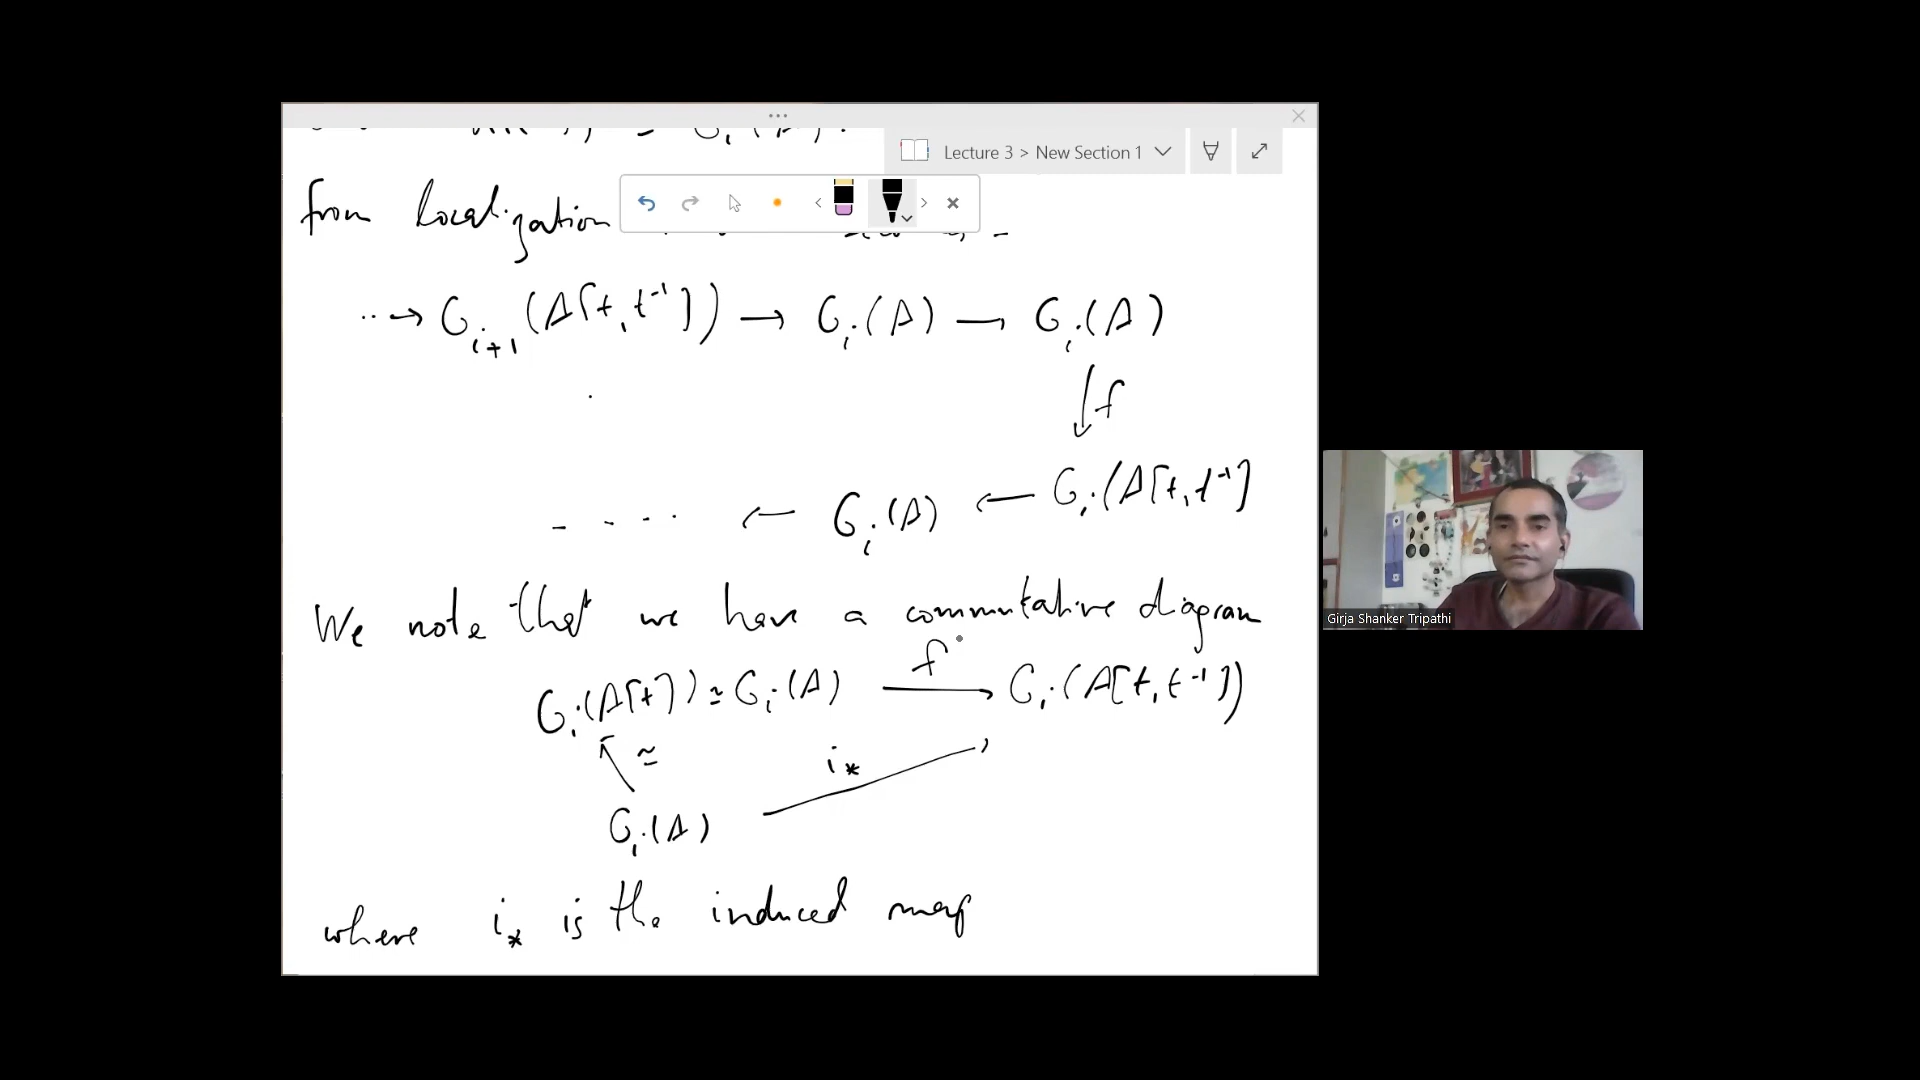 Lecture 3 > New Section 1
from localization
··→ G_{i+1}(A[t,t^{-1}]) → G_i(A) → G_i(A)
↓ f
- · - · · ← G_i(A) ← G_i(A[t,t^{-1}]
We note that we have a commutative diagram
G_i(A[t]) ≃ G_i(A) \xrightarrow{f} G_i(A[t,t^{-1}])
↖ ≃ i_* ↗
G_i(A)
where i_* is the induced map
Girja Shanker Tripathi